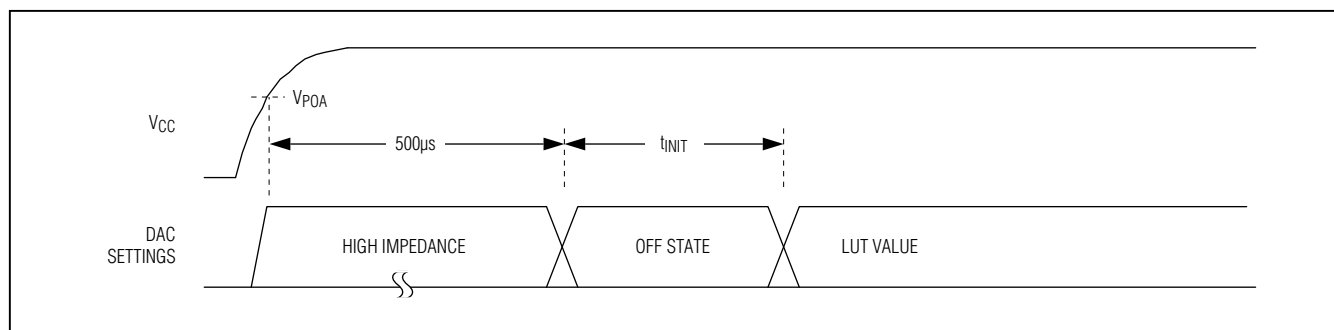 VCC
VPOA
500µs
tINIT
DAC
SETTINGS
HIGH IMPEDANCE
OFF STATE
LUT VALUE